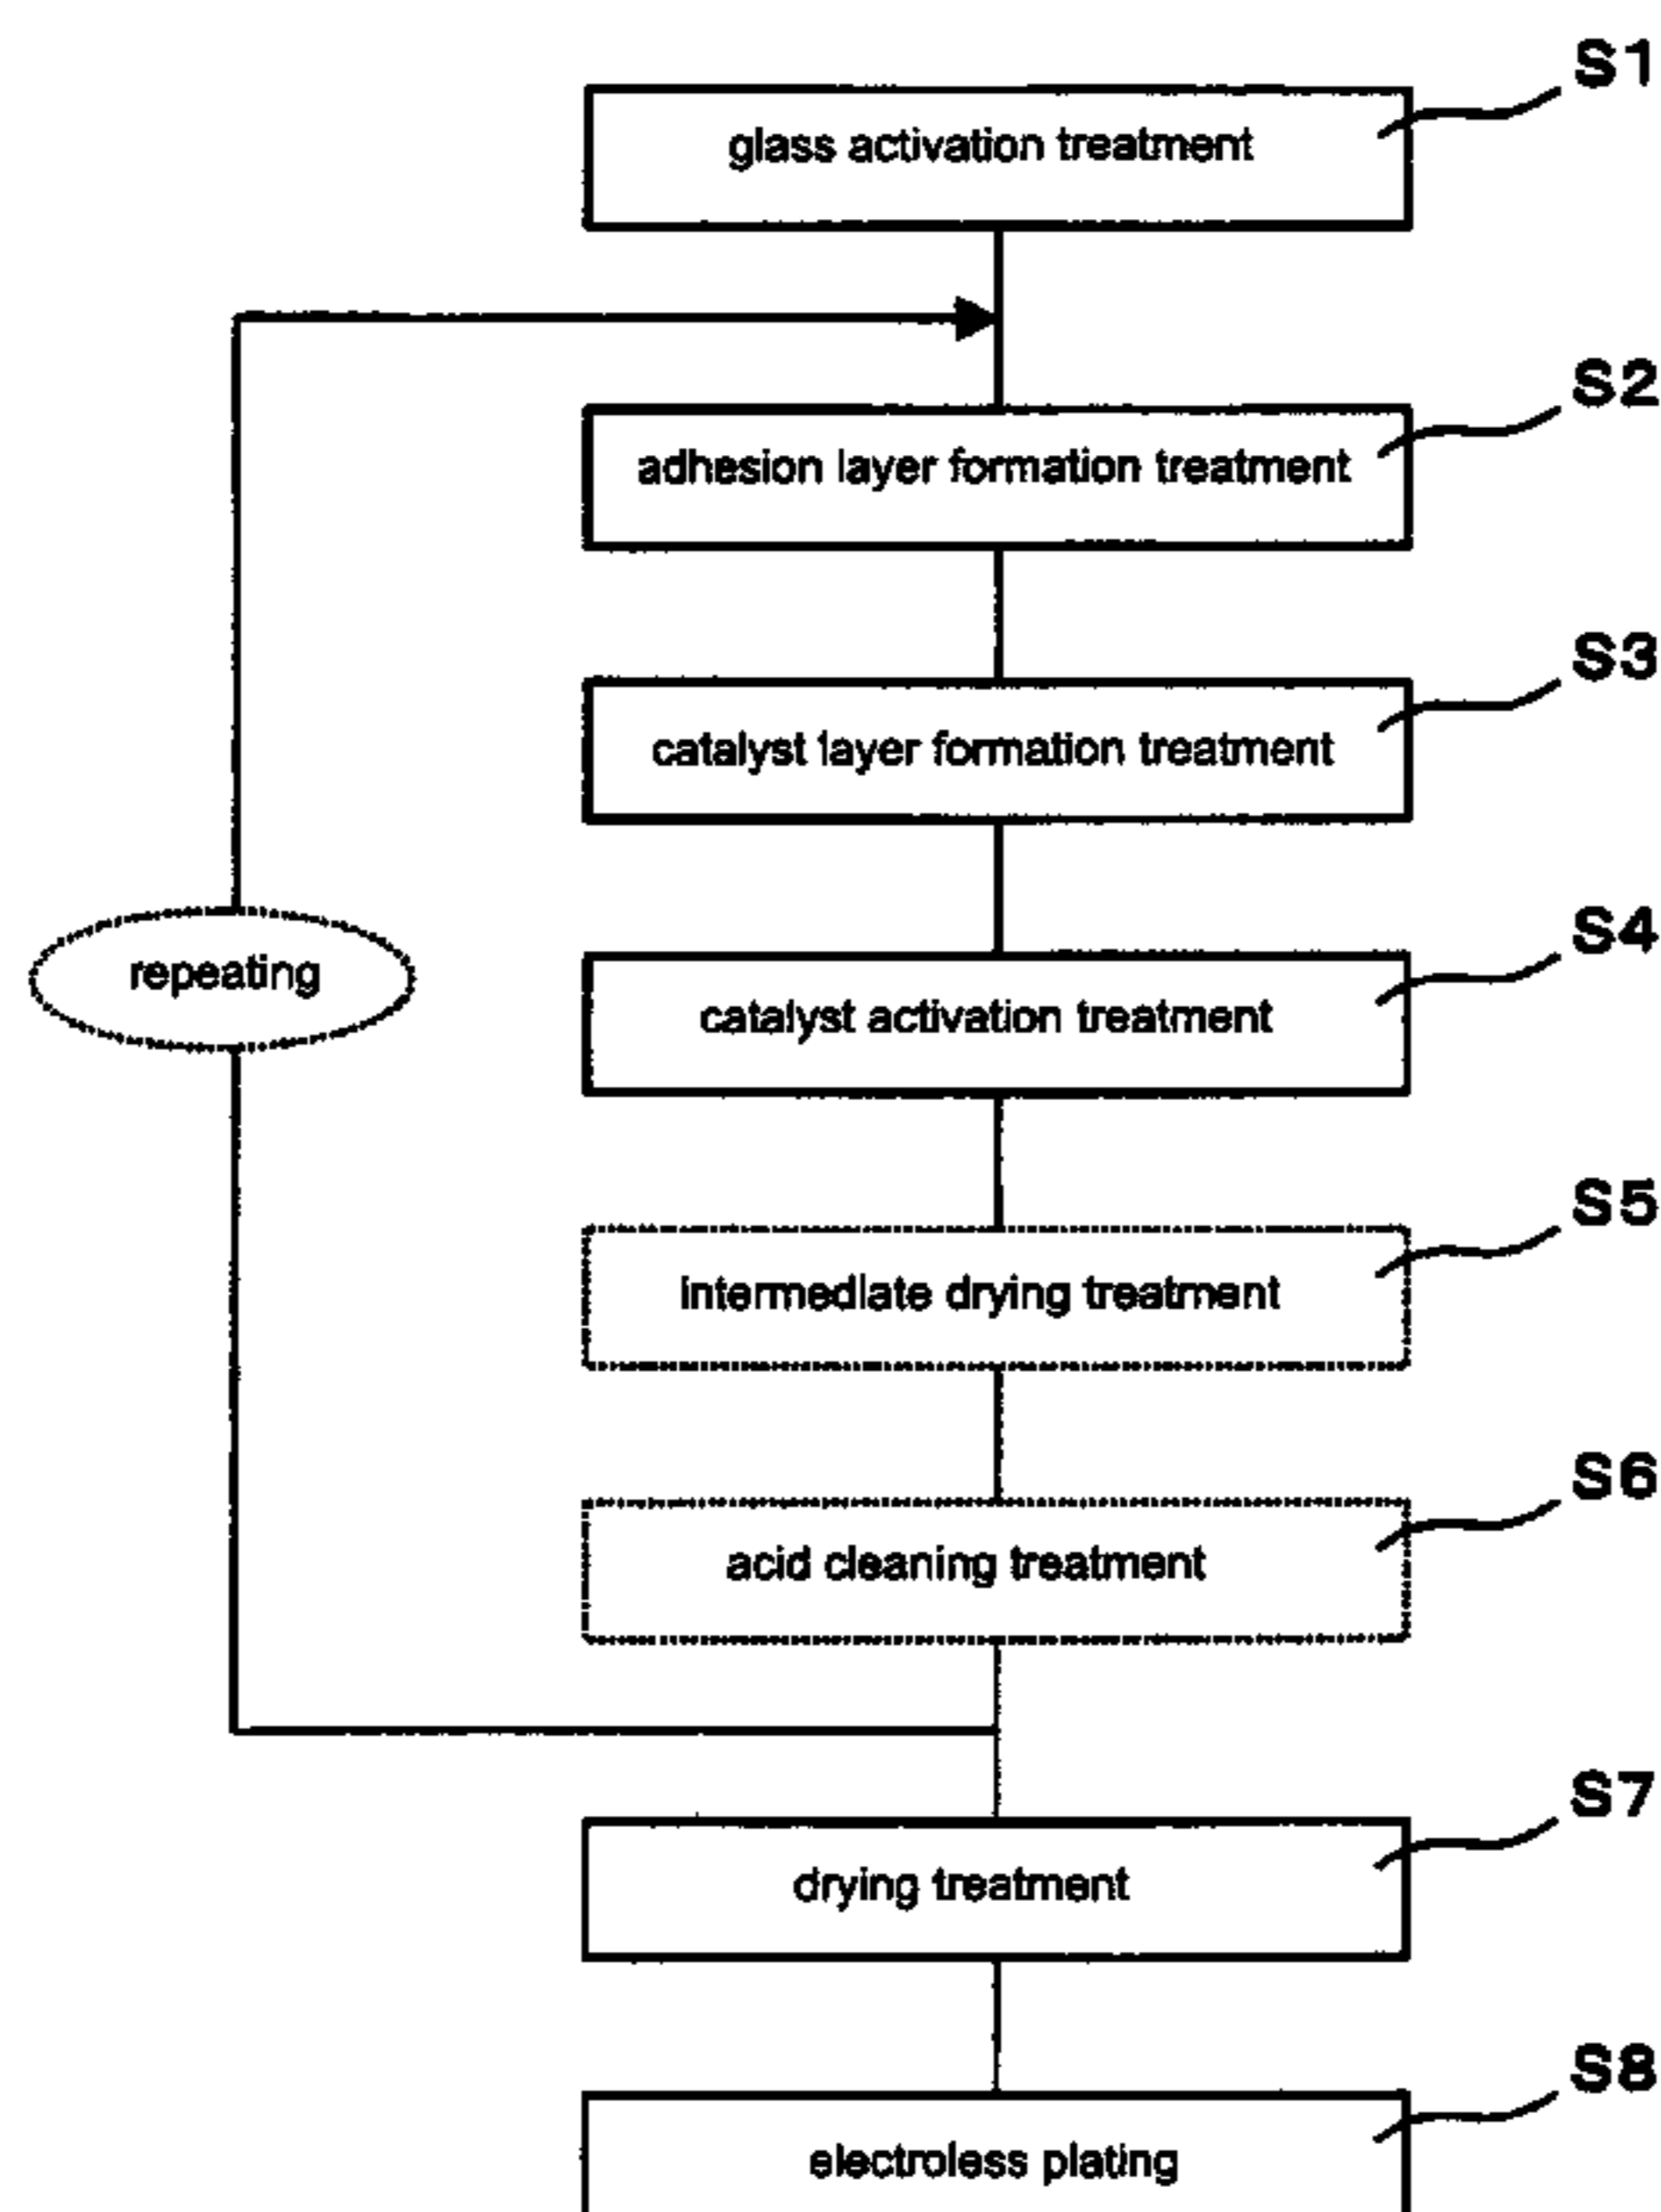 S1
glass activation treatment
S2
adhesion layer formation treatment
S3
catalyst layer formation treatment
S4
repeating
catalyst activation treatment
S5
intermediate drying treatment
S6
acid cleaning treatment
S7
drying treatment
S8
electroless plating